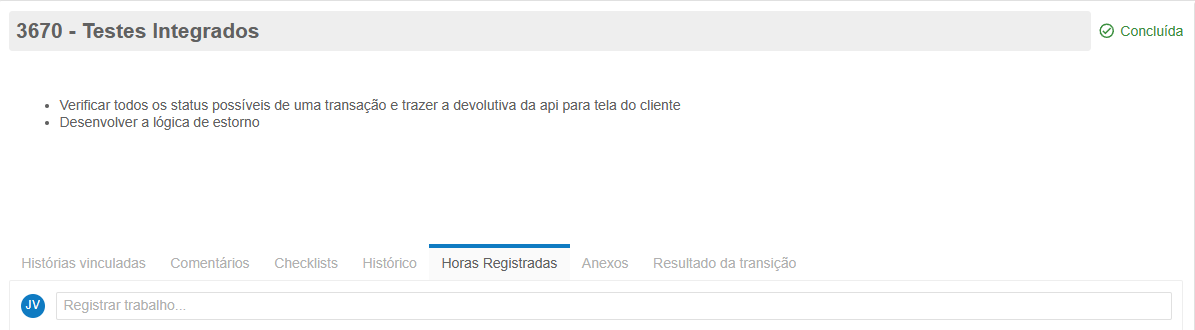 3670 - Testes Integrados
Concluída
Verificar todos os status possíveis de uma transação e trazer a devolutiva da api para tela do cliente
Desenvolver a lógica de estorno
Histórias vinculadas Comentários Checklists Histórico Horas Registradas Anexos Resultado da transição
JV Registrar trabalho...